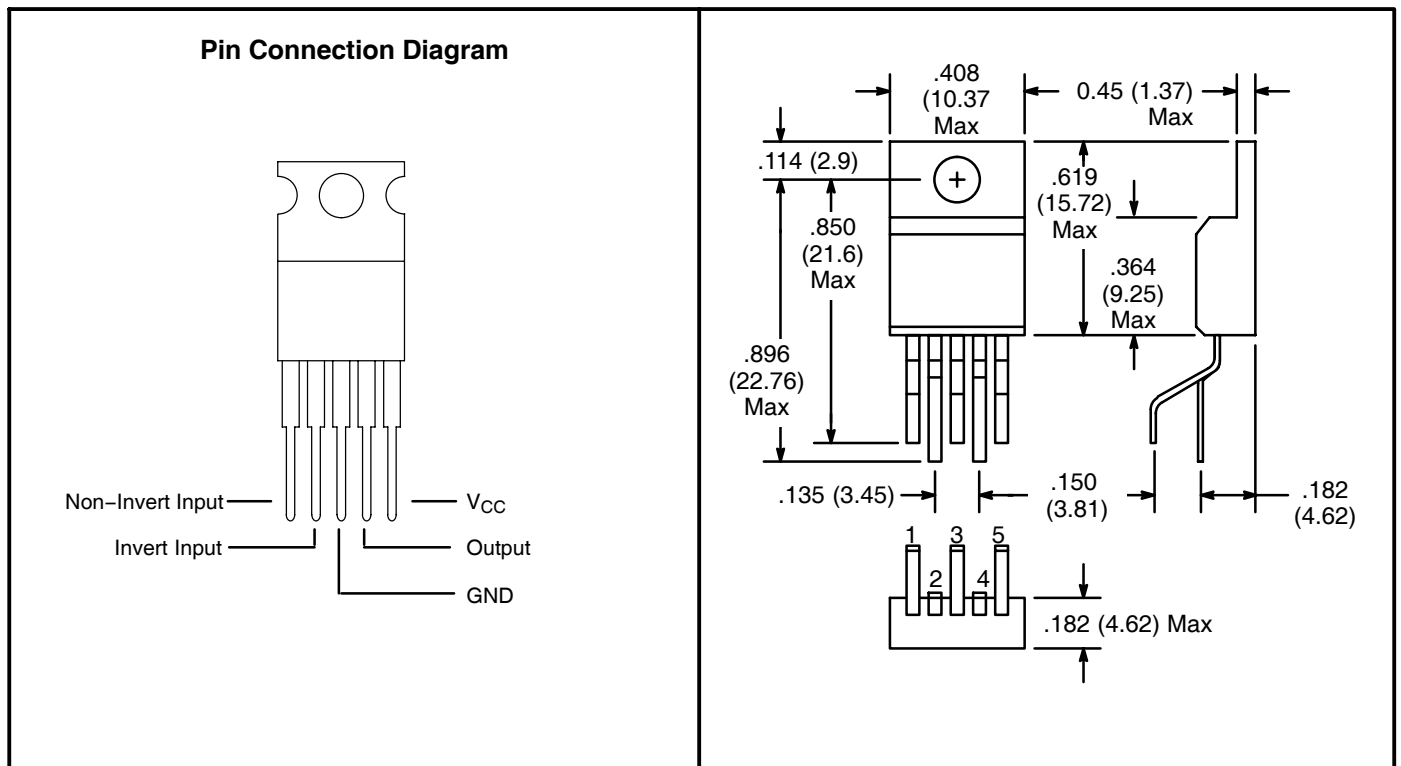 Pin Connection Diagram
Non−Invert Input
VCC
Invert Input
Output
GND
.408
(10.37
Max
0.45 (1.37)
Max
.114 (2.9)
.619
(15.72)
Max
.850
(21.6)
Max
.364
(9.25)
Max
.896
(22.76)
Max
.135 (3.45)
.150
(3.81)
.182
(4.62)
1
3
5
2
4
.182 (4.62) Max